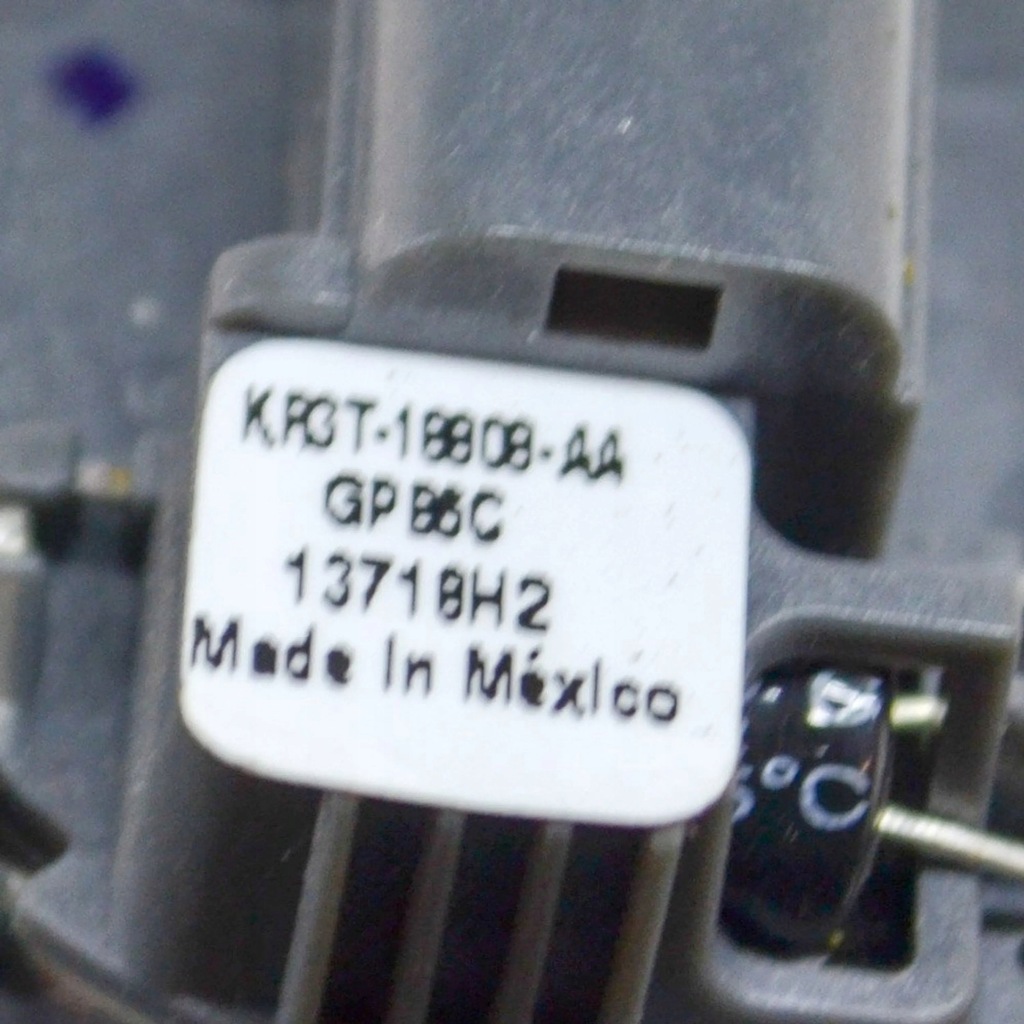 KR3T-18808-AA
GPB6C
13718H2
Made In México
°C